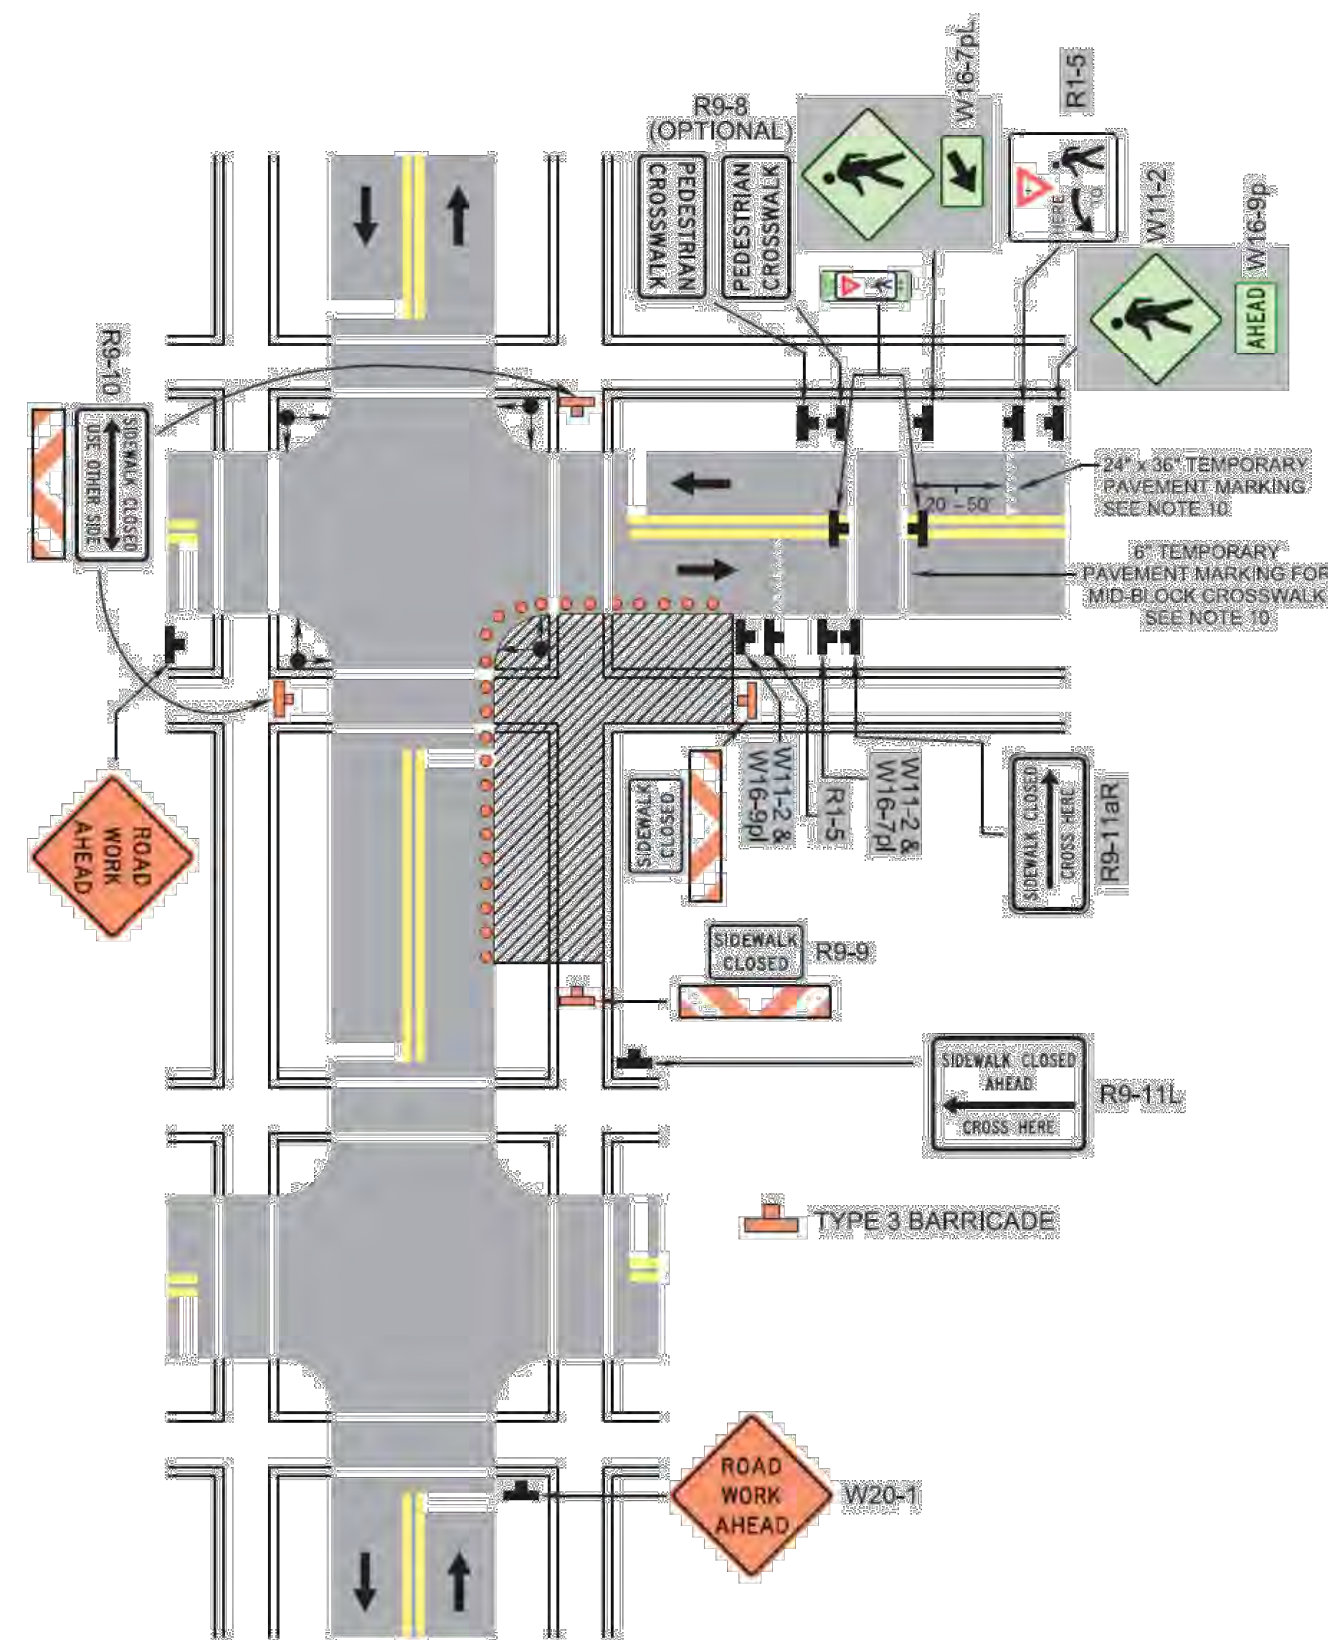 W16-7pL
R1-5
R9-8
(OPTIONAL)
PEDESTRIAN
CROSSWALK
PEDESTRIAN
CROSSWALK
HERE
TO
W11-2
W16-9p
AHEAD
R9-10
SIDEWALK CLOSED
USE OTHER SIDE
24" x 36" TEMPORARY
PAVEMENT MARKING
SEE NOTE 10
20' - 50'
6" TEMPORARY
PAVEMENT MARKING FOR
MID-BLOCK CROSSWALK
SEE NOTE 10
ROAD
WORK
AHEAD
SIDEWALK
CLOSED
W11-2 &
W16-9pl
R1-5
W11-2 &
W16-7pl
SIDEWALK CLOSED
CROSS HERE
R9-11aR
SIDEWALK
CLOSED
R9-9
SIDEWALK CLOSED
AHEAD
CROSS HERE
R9-11L
TYPE 3 BARRICADE
ROAD
WORK
AHEAD
W20-1